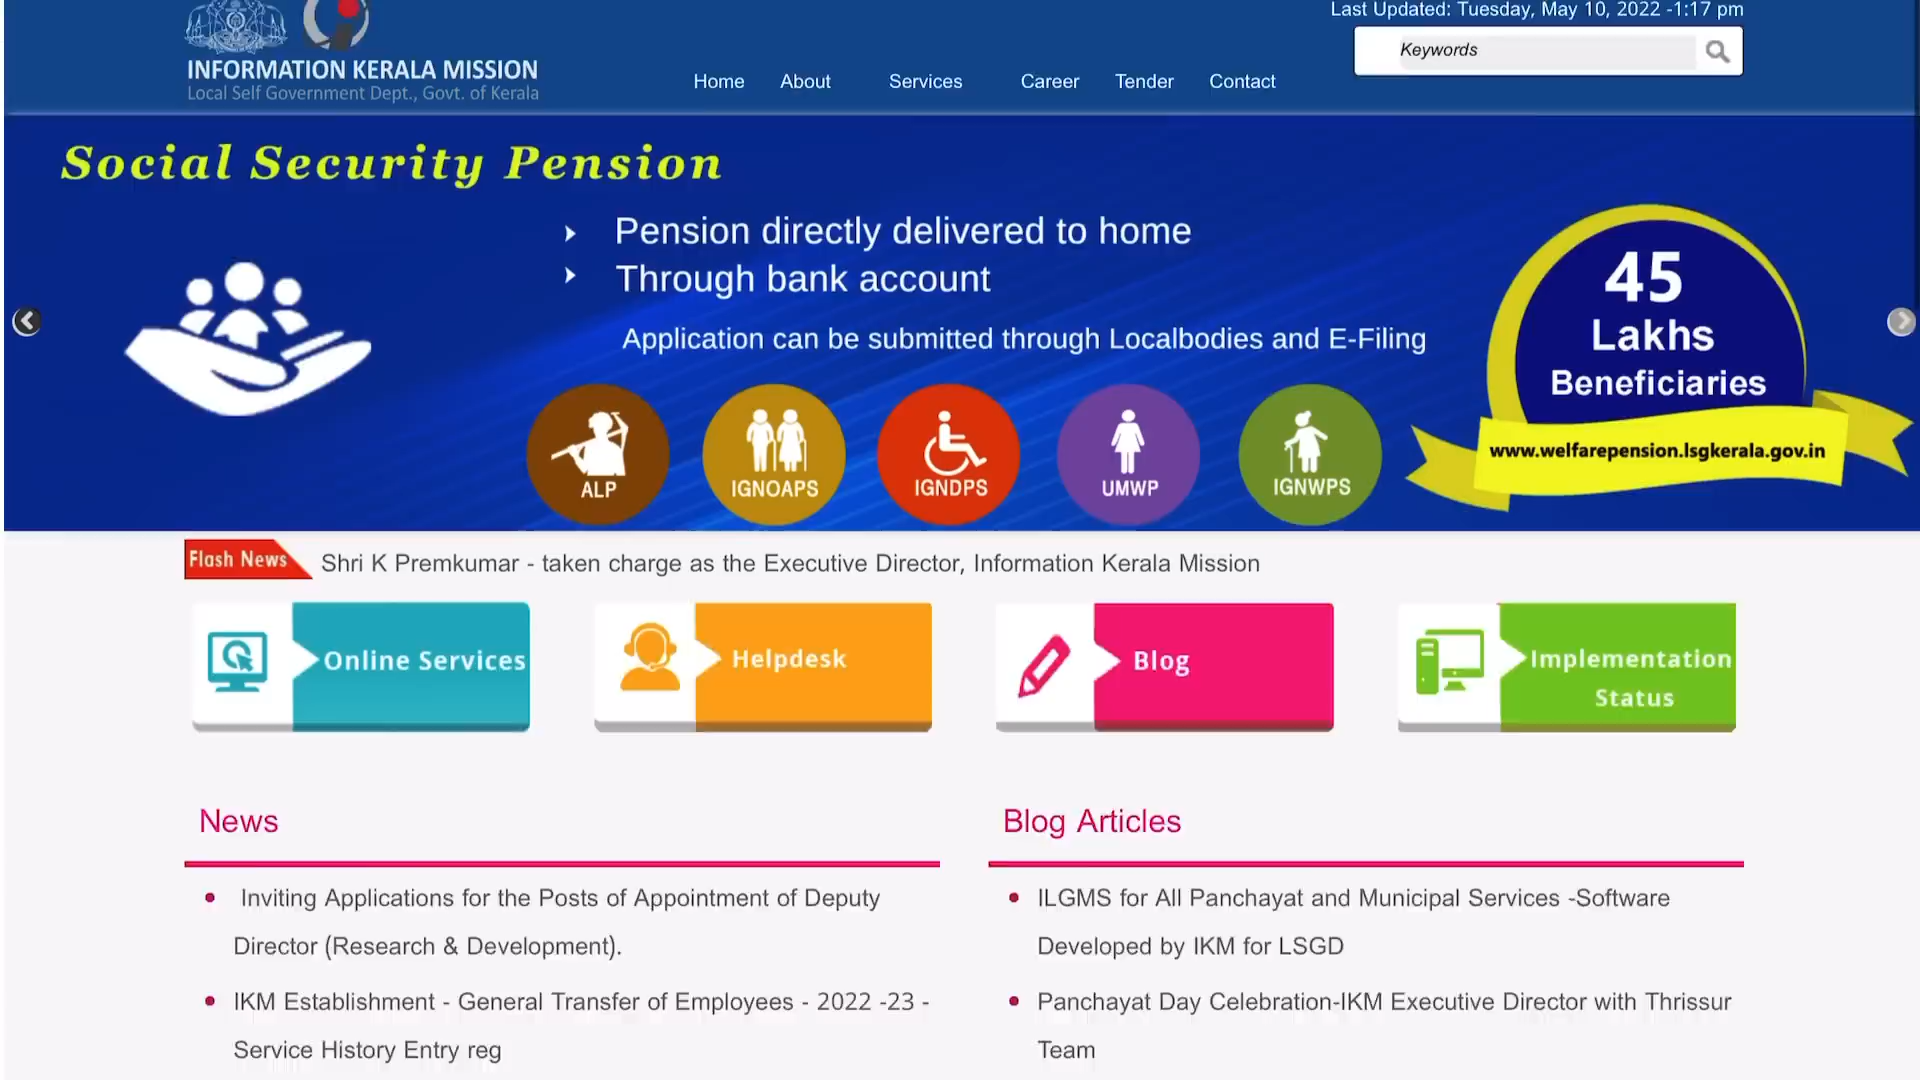 Last Updated: Tuesday, May 10, 2022 -1:17 pm
INFORMATION KERALA MISSION
Local Self Government Dept., Govt. of Kerala
Home About Services Career Tender Contact
Keywords
Social Security Pension
Pension directly delivered to home
Through bank account
Application can be submitted through Localbodies and E-Filing
45
Lakhs
Beneficiaries
www.welfarepension.lsgkerala.gov.in
ALP
IGNOAPS
IGNDPS
UMWP
IGNWPS
Flash News
Shri K Premkumar - taken charge as the Executive Director, Information Kerala Mission
Online Services
Helpdesk
Blog
Implementation
Status
News
Inviting Applications for the Posts of Appointment of Deputy
Director (Research & Development).
IKM Establishment - General Transfer of Employees - 2022 -23 -
Service History Entry reg
Blog Articles
ILGMS for All Panchayat and Municipal Services -Software
Developed by IKM for LSGD
Panchayat Day Celebration-IKM Executive Director with Thrissur
Team